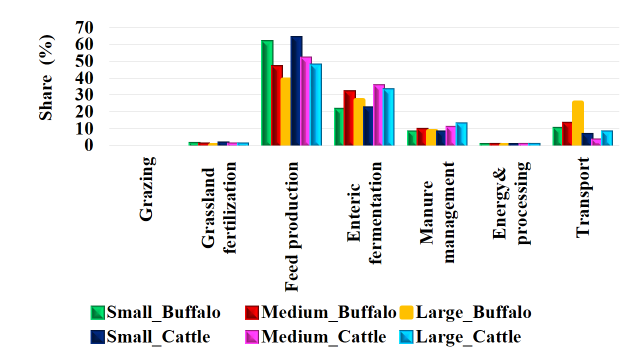 Share (%)
70
60
50
40
30
20
10
0
Grazing
Grassland
fertilization
Feed production
Enteric
fermentation
Manure
management
Energy&
processing
Transport
Small_Buffalo Medium_Buffalo Large_Buffalo
Small_Cattle Medium_Cattle Large_Cattle